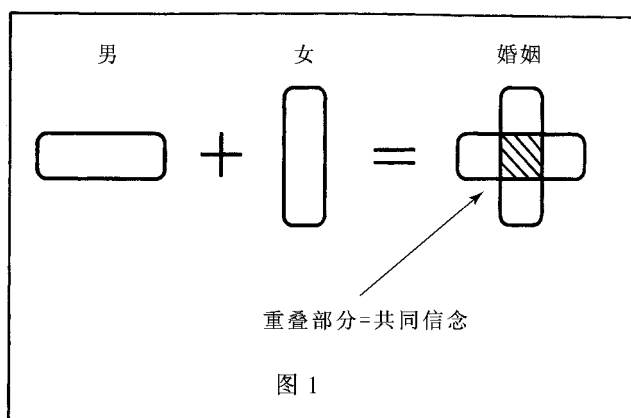 男 女 婚姻
+ =
重叠部分=共同信念
图 1